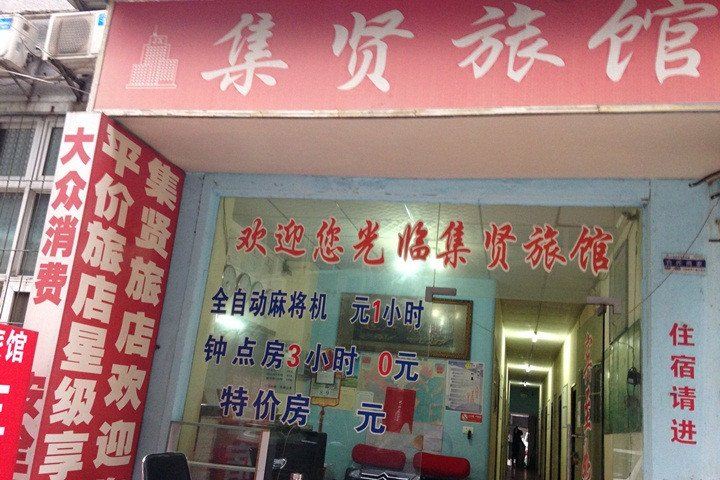 集贤旅馆
集贤旅店欢迎
平价旅店星级享
大众消费
欢迎您光临集贤旅馆
全自动麻将机 元1小时
钟点房3小时 0元
特价房 元
住宿请进
馆